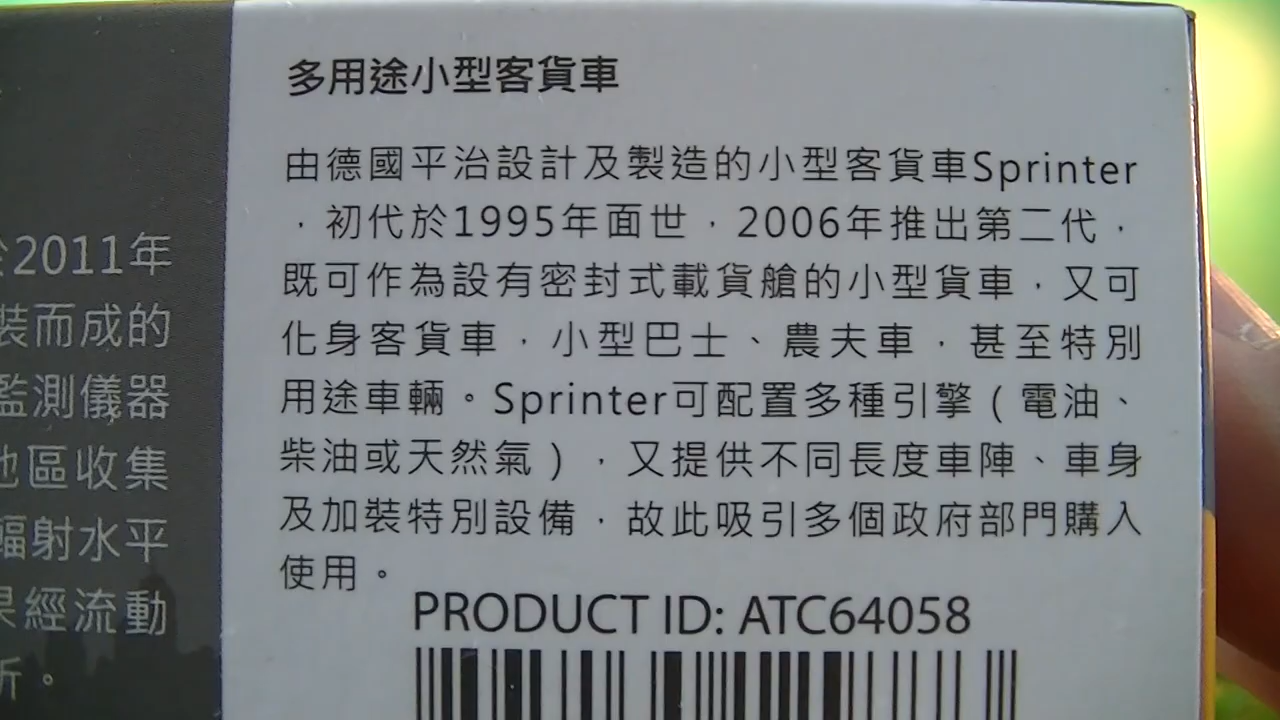 多用途小型客貨車
由德國平治設計及製造的小型客貨車Sprinter
，初代於1995年面世，2006年推出第二代，
既可作為設有密封式載貨艙的小型貨車，又可
化身客貨車，小型巴士、農夫車，甚至特別
用途車輛。Sprinter可配置多種引擎（電油、
柴油或天然氣），又提供不同長度車陣、車身
及加裝特別設備，故此吸引多個政府部門購入
使用。
PRODUCT ID: ATC64058
2011年
裝而成的
監測儀器
地區收集
輻射水平
經流動
。